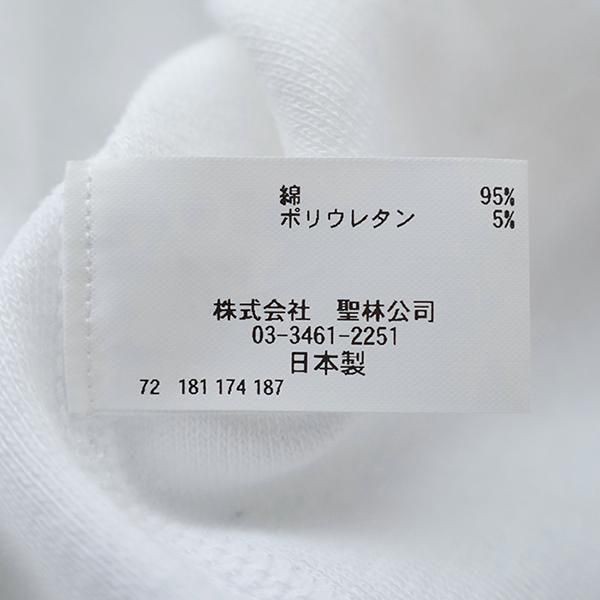 綿 95%
ポリウレタン 5%
株式会社 聖林公司
03-3461-2251
日本製
72 181 174 187